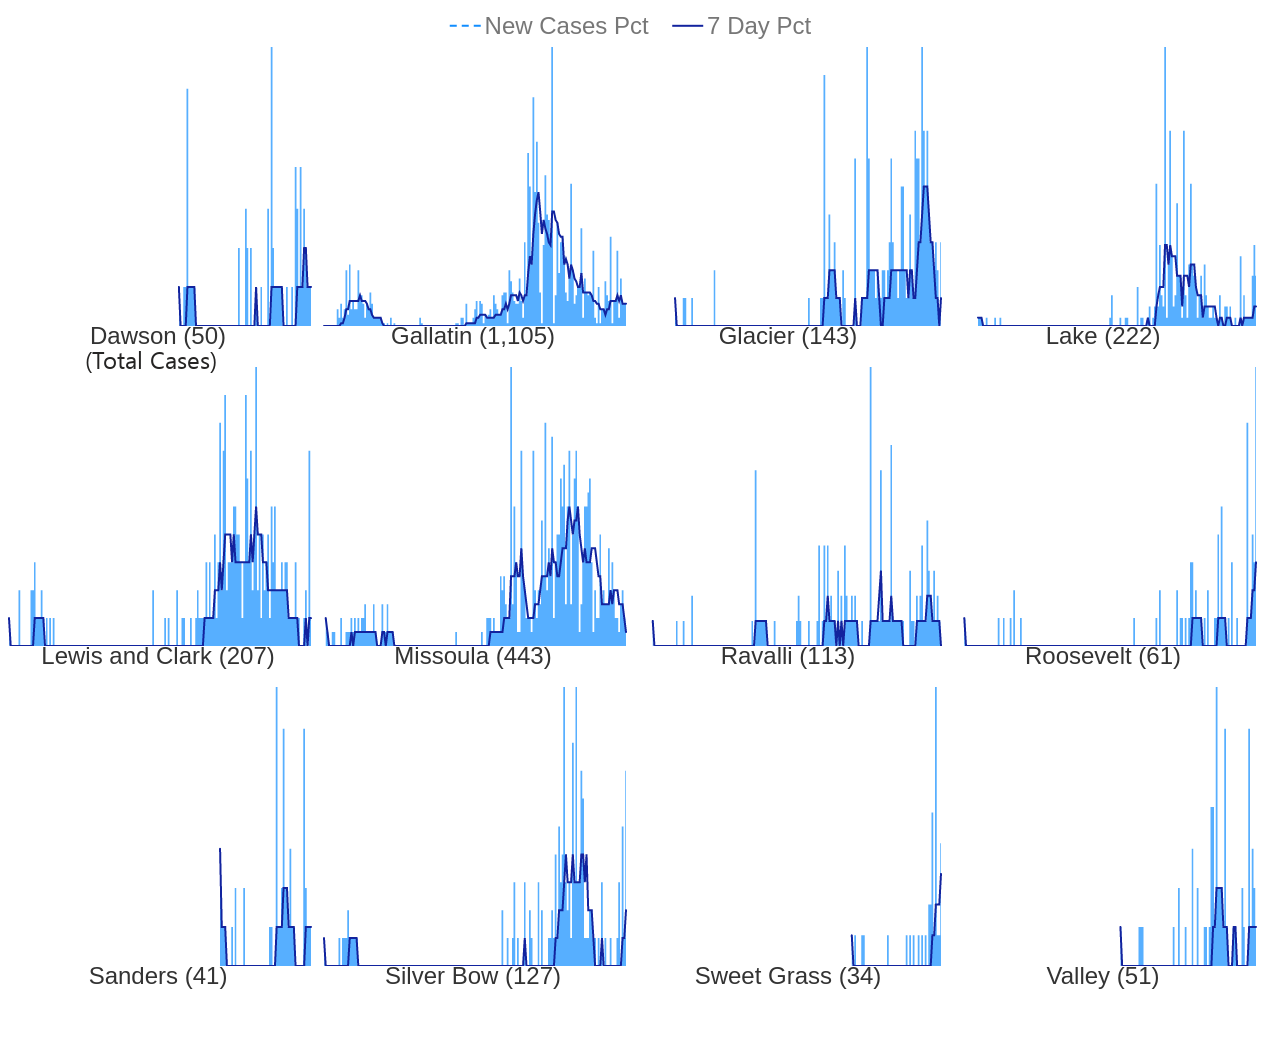 New Cases Pct 7 Day Pct
Dawson (50) Gallatin (1,105) Glacier (143) Lake (222)
(Total Cases)
Lewis and Clark (207) Missoula (443) Ravalli (113) Roosevelt (61)
Sanders (41) Silver Bow (127) Sweet Grass (34) Valley (51)